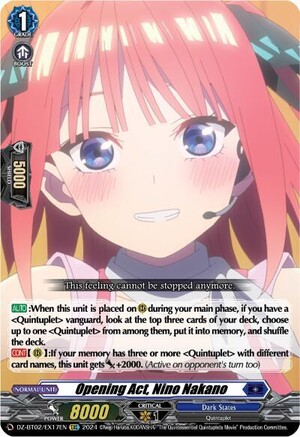 1
GRADE
BOOST
5000
SHIELD
This feeling cannot be stopped anymore.
AUTO :When this unit is placed on during your main phase, if you have a
<Quintuplet> vanguard, look at the top three cards of your deck, choose
up to one <Quintuplet> from among them, put it into memory, and shuffle
the deck.
CONT [ ]:If your memory has three or more <Quintuplet> with different
card names, this unit gets +2000. (Active on opponent's turn too)
NORMAL UNIT
Opening Act, Nino Nakano
POWER
8000
CRITICAL
1
Dark States
Quintuplet
DZ-BT02/EX17EN
2024
"The Quintessential Quintuplets Movie" Production Committee.